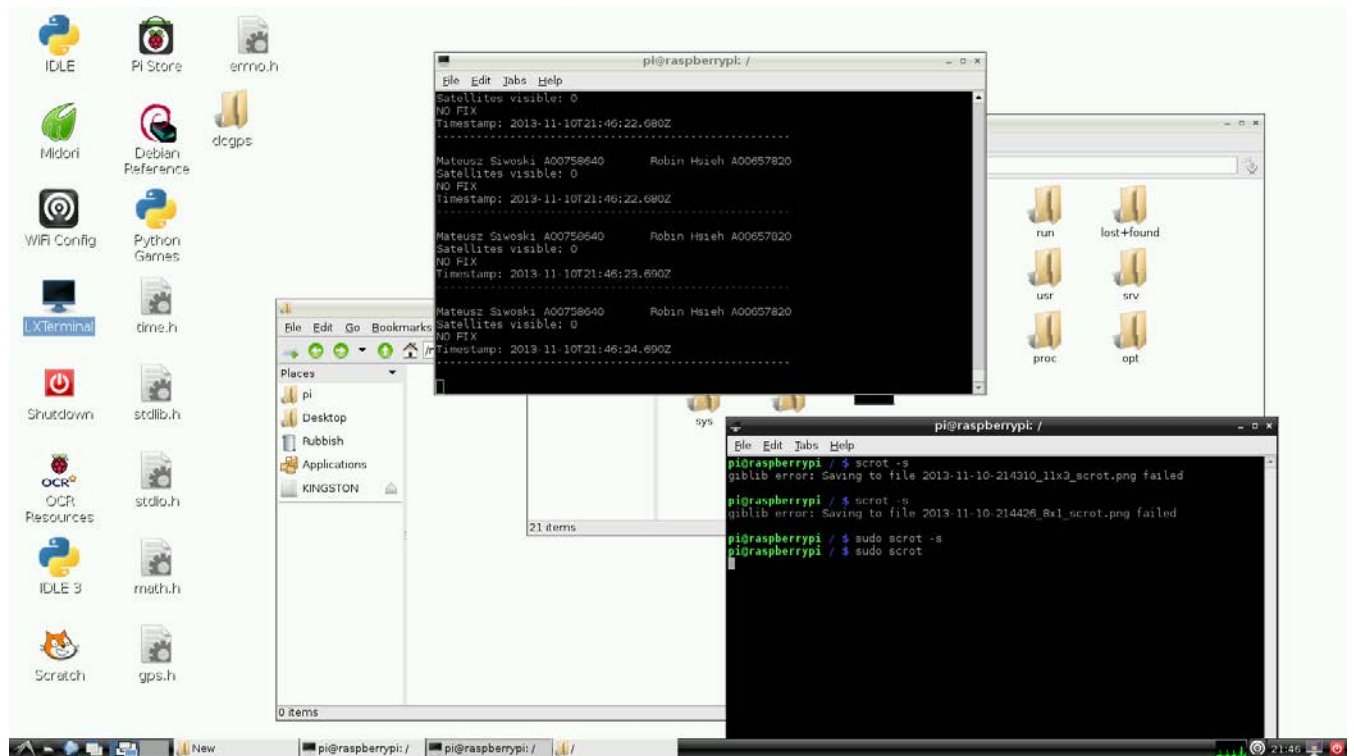 IDLE
Pi Store
errno.h
Midori
Debian
Reference
dcgps
WiFi Config
Python
Games
LXTerminal
time.h
Shutdown
stdlib.h
OCR
OCR
Resources
stdio.h
IDLE 3
math.h
Scratch
gps.h
pi@raspberrypi: /
File Edit Tabs Help
Satellites visible: 0
NO FIX
Timestamp: 2013-11-10T21:46:22.680Z
-----------------------------------------------------
Mateusz Siwoski A00758640 Robin Hsieh A00657820
Satellites visible: 0
NO FIX
Timestamp: 2013-11-10T21:46:22.680Z
-----------------------------------------------------
Mateusz Siwoski A00758640 Robin Hsieh A00657820
Satellites visible: 0
NO FIX
Timestamp: 2013-11-10T21:46:23.690Z
-----------------------------------------------------
Mateusz Siwoski A00758640 Robin Hsieh A00657820
Satellites visible: 0
NO FIX
Timestamp: 2013-11-10T21:46:24.690Z
-----------------------------------------------------
run
lost+found
usr
srv
proc
opt
sys
21 items
File Edit Go Bookmarks
Places
pi
Desktop
Rubbish
Applications
KINGSTON
0 items
pi@raspberrypi: /
File Edit Tabs Help
pi@raspberrypi / $ scrot -s
giblib error: Saving to file 2013-11-10-214310_11x3_scrot.png failed
pi@raspberrypi / $ scrot -s
giblib error: Saving to file 2013-11-10-214426_8x1_scrot.png failed
pi@raspberrypi / $ sudo scrot -s
pi@raspberrypi / $ sudo scrot
New
pi@raspberrypi: /
pi@raspberrypi: /
/
21:46